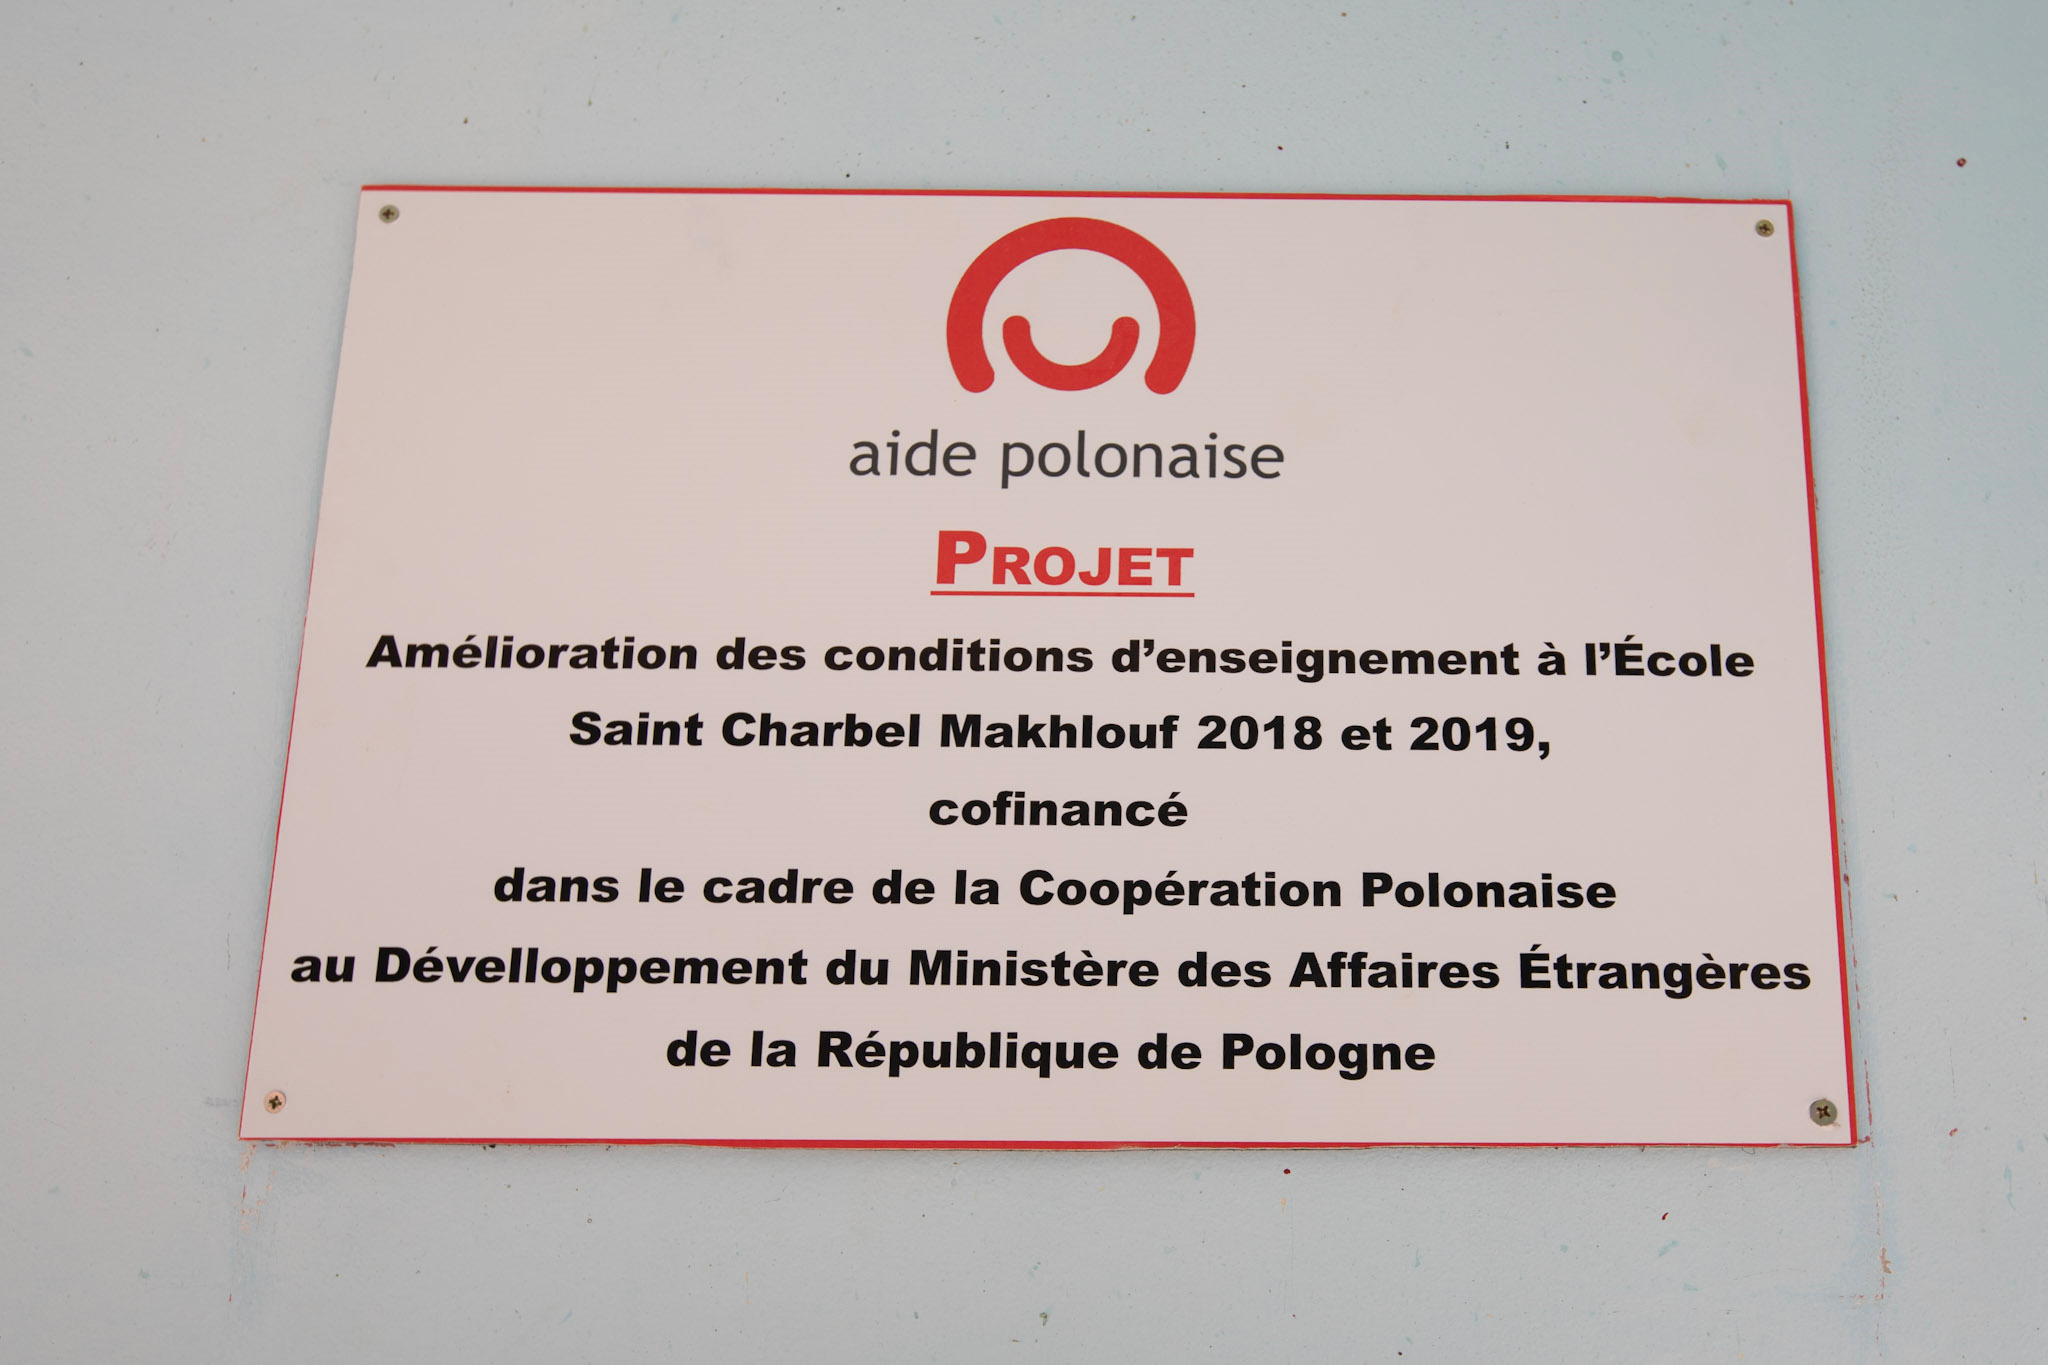 aide polonaise
PROJET
Amélioration des conditions d’enseignement à l’École
Saint Charbel Makhlouf 2018 et 2019,
cofinancé
dans le cadre de la Coopération Polonaise
au Dévelloppement du Ministère des Affaires Étrangères
de la République de Pologne